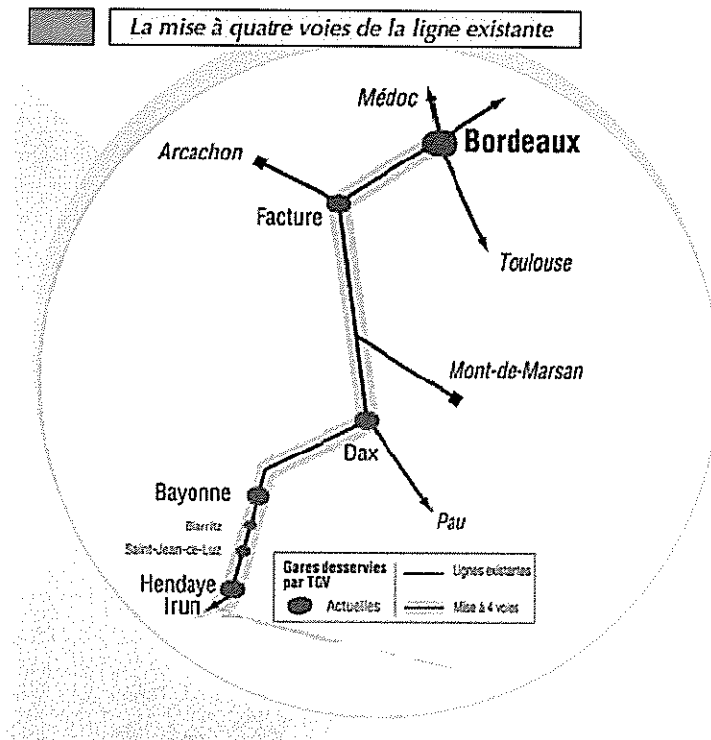 La mise à quatre voies de la ligne existante
Médoc
Bordeaux
Arcachon
Facture
Toulouse
Mont-de-Marsan
Dax
Bayonne
Pau
Biarritz
Saint-Jean-de-Luz
Hendaye
Irun
Gares desservies
par TGV
Actuelles
Lignes existantes
Mise à 4 voies